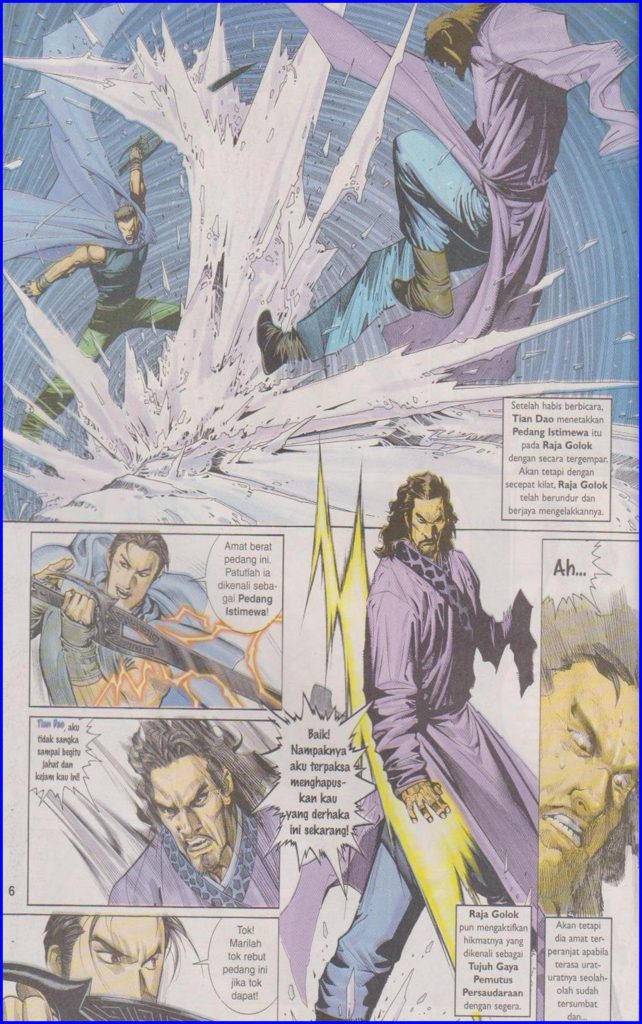 Setelah habis berbicara,
Tian Dao menetakkan
Pedang Istimewa itu
pada Raja Golok
dengan secara tergempar.
Akan tetapi dengan
secepat kilat, Raja Golok
telah berundur dan
berjaya mengelakkannya.
Amat berat
pedang ini.
Patutlah ia
dikenali seba-
gai Pedang
Istimewa!
Tian Dao, aku
tidak sangka
sampai begitu
jahat dan
kejam kau ini!
Baik!
Nampaknya
aku terpaksa
menghapus-
kan kau
yang derhaka
ini sekarang!
Ah...
6
Tok!
Marilah
tok rebut
pedang ini
jika tok
dapat!
Raja Golok
pun mengaktifkan
hikmatnya yang
dikenali sebagai
Tujuh Gaya
Pemutus
Persaudaraan
dengan segera.
Akan tetapi
dia amat ter-
peranjat apabila
terasa urat-
uratnya seolah-
olah sudah
tersumbat
dan...